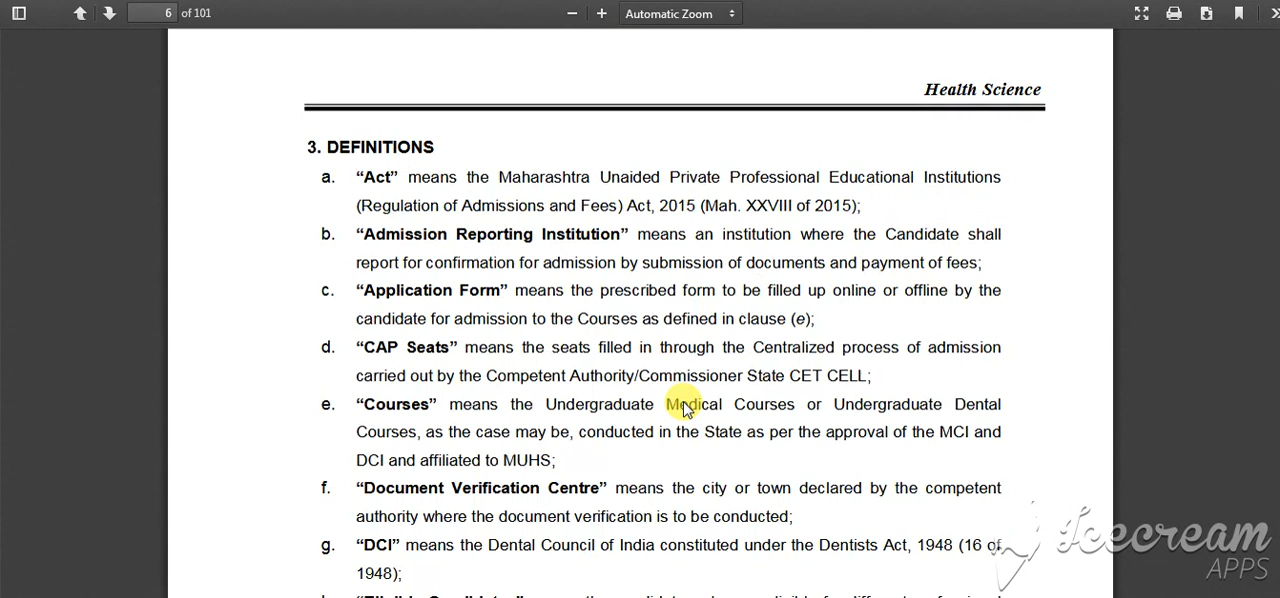 6 of 101
Automatic Zoom
Health Science
3. DEFINITIONS
a. “Act” means the Maharashtra Unaided Private Professional Educational Institutions
(Regulation of Admissions and Fees) Act, 2015 (Mah. XXVIII of 2015);
b. “Admission Reporting Institution” means an institution where the Candidate shall
report for confirmation for admission by submission of documents and payment of fees;
c. “Application Form” means the prescribed form to be filled up online or offline by the
candidate for admission to the Courses as defined in clause (e);
d. “CAP Seats” means the seats filled in through the Centralized process of admission
carried out by the Competent Authority/Commissioner State CET CELL;
e. “Courses” means the Undergraduate Medical Courses or Undergraduate Dental
Courses, as the case may be, conducted in the State as per the approval of the MCI and
DCI and affiliated to MUHS;
f. “Document Verification Centre” means the city or town declared by the competent
authority where the document verification is to be conducted;
g. “DCI” means the Dental Council of India constituted under the Dentists Act, 1948 (16 of
1948);
Icecream
APPS